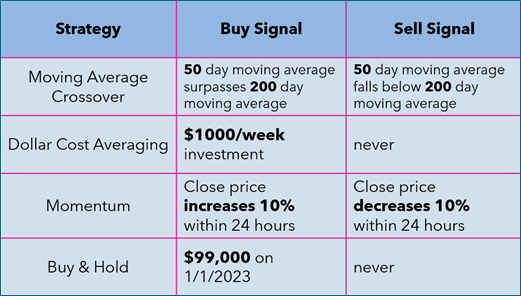 Strategy
Buy Signal
Sell Signal
Moving Average
Crossover
50 day moving average
surpasses 200 day
moving average
50 day moving average
falls below 200 day
moving average
Dollar Cost Averaging
$1000/week
investment
never
Momentum
Close price
increases 10%
within 24 hours
Close price
decreases 10%
within 24 hours
Buy & Hold
$99,000 on
1/1/2023
never